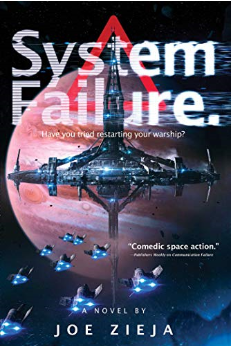 System
Failure.
Have you tried restarting your warship?
"Comedic space action."
—Publishers Weekly on Communication Failure
A NOVEL BY
JOE ZIEJA